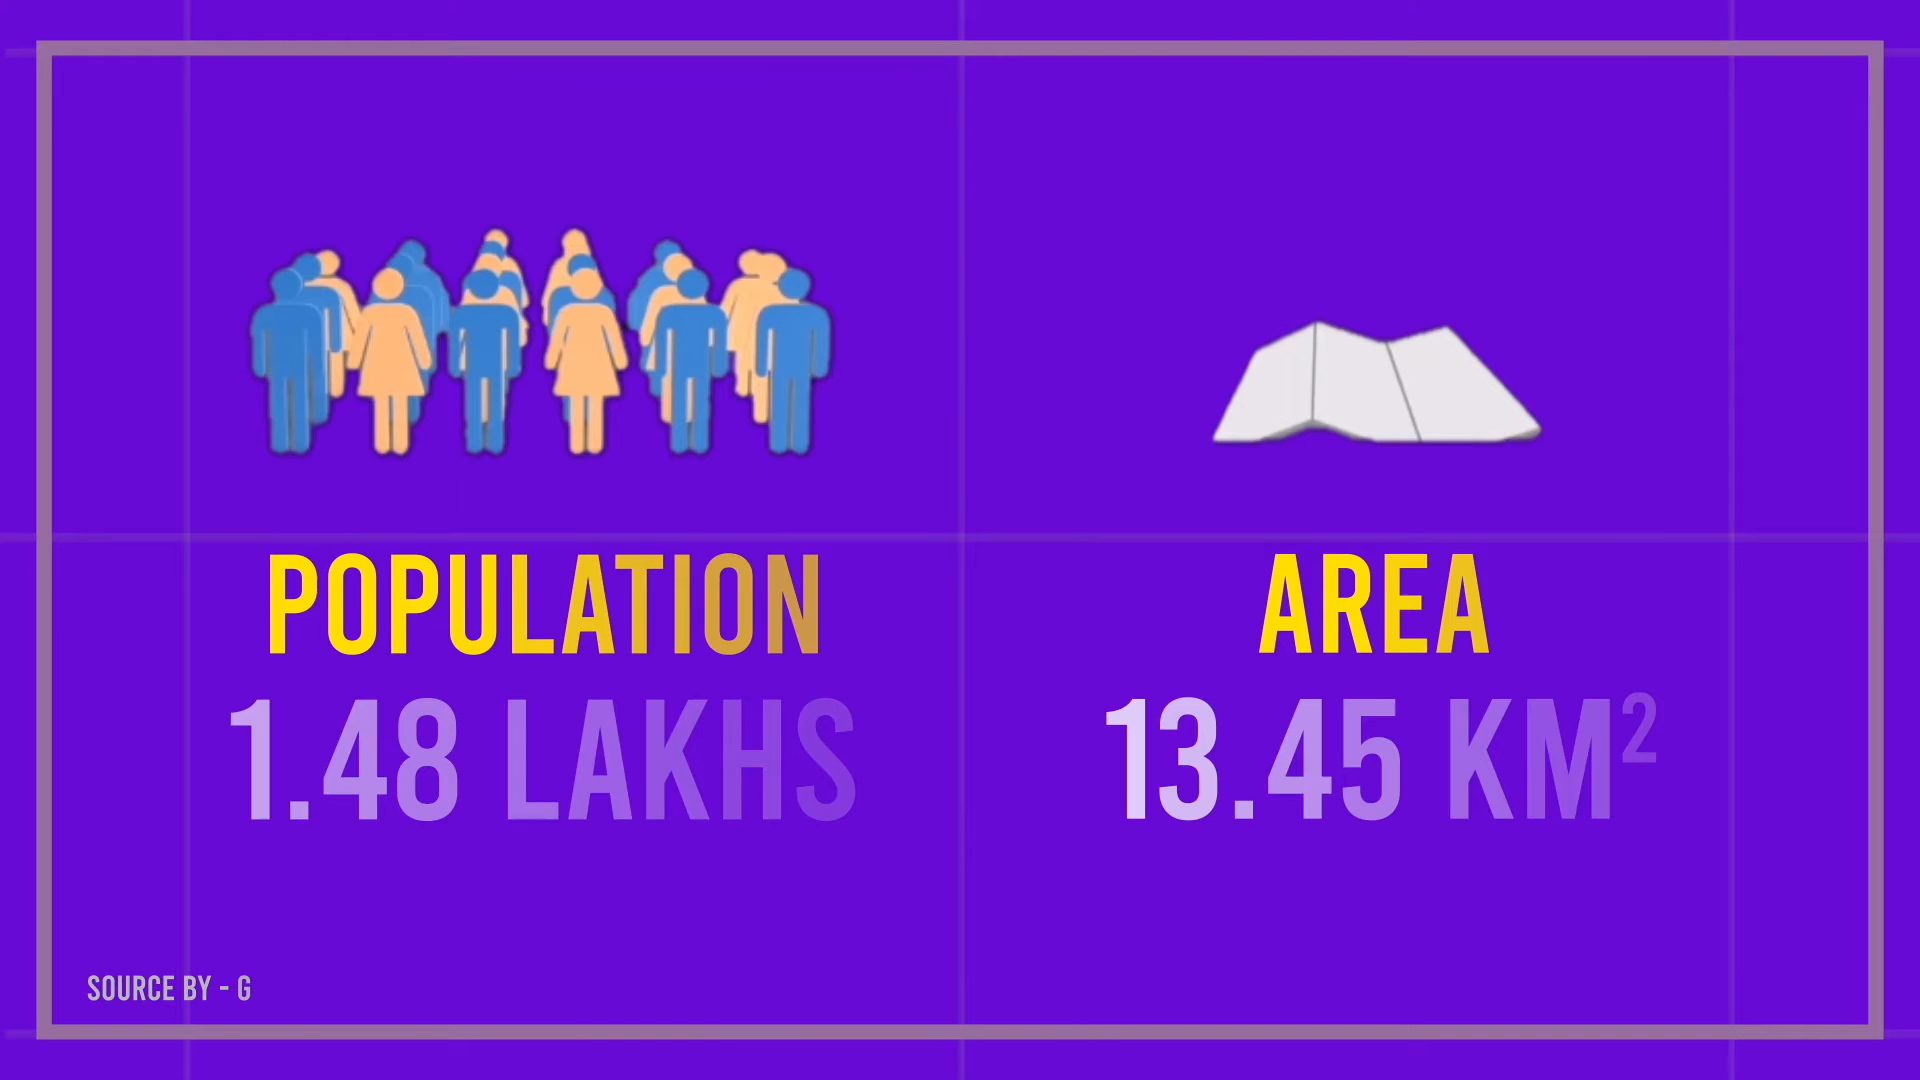 POPULATION
1.48 LAKHS
AREA
13.45 KM²
SOURCE BY - G